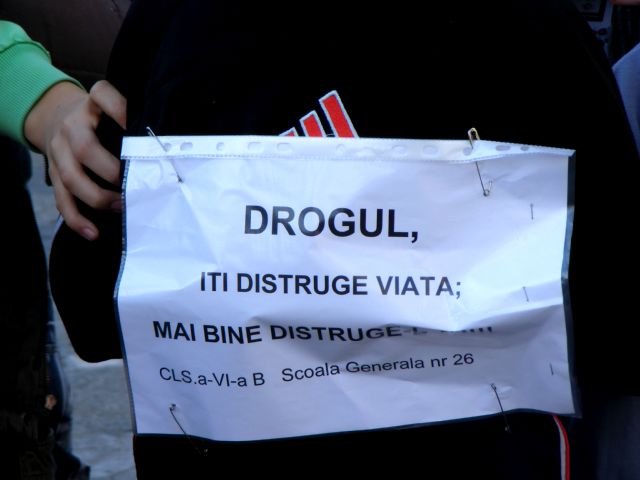 DROGUL,
ITI DISTRUGE VIATA;
MAI BINE DISTRUGE-
CLS.a-VI-a B Scoala Generala nr 26